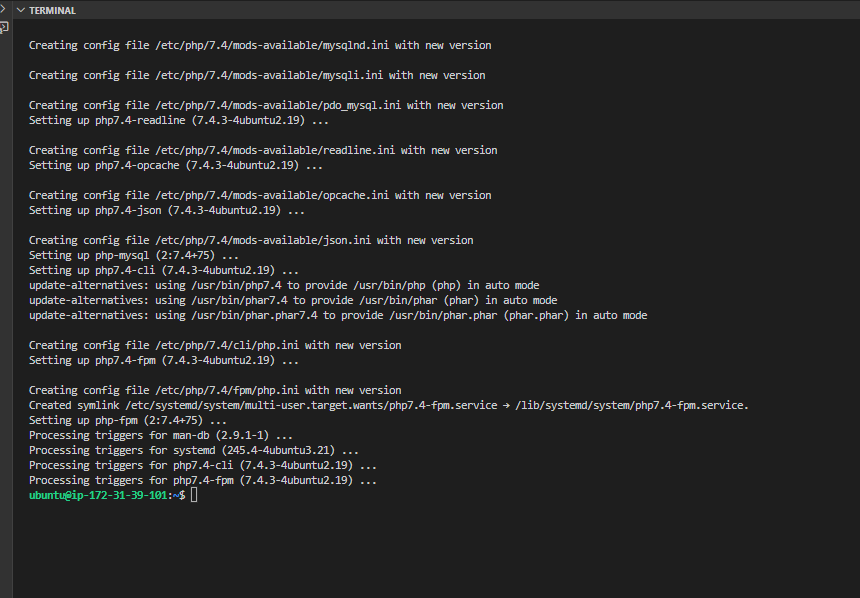 TERMINAL
Creating config file /etc/php/7.4/mods-available/mysqlnd.ini with new version
Creating config file /etc/php/7.4/mods-available/mysqli.ini with new version
Creating config file /etc/php/7.4/mods-available/pdo_mysql.ini with new version
Setting up php7.4-readline (7.4.3-4ubuntu2.19) ...
Creating config file /etc/php/7.4/mods-available/readline.ini with new version
Setting up php7.4-opcache (7.4.3-4ubuntu2.19) ...
Creating config file /etc/php/7.4/mods-available/opcache.ini with new version
Setting up php7.4-json (7.4.3-4ubuntu2.19) ...
Creating config file /etc/php/7.4/mods-available/json.ini with new version
Setting up php-mysql (2:7.4+75) ...
Setting up php7.4-cli (7.4.3-4ubuntu2.19) ...
update-alternatives: using /usr/bin/php7.4 to provide /usr/bin/php (php) in auto mode
update-alternatives: using /usr/bin/phar7.4 to provide /usr/bin/phar (phar) in auto mode
update-alternatives: using /usr/bin/phar.phar7.4 to provide /usr/bin/phar.phar (phar.phar) in auto mode
Creating config file /etc/php/7.4/cli/php.ini with new version
Setting up php7.4-fpm (7.4.3-4ubuntu2.19) ...
Creating config file /etc/php/7.4/fpm/php.ini with new version
Created symlink /etc/systemd/system/multi-user.target.wants/php7.4-fpm.service → /lib/systemd/system/php7.4-fpm.service.
Setting up php-fpm (2:7.4+75) ...
Processing triggers for man-db (2.9.1-1) ...
Processing triggers for systemd (245.4-4ubuntu3.21) ...
Processing triggers for php7.4-cli (7.4.3-4ubuntu2.19) ...
Processing triggers for php7.4-fpm (7.4.3-4ubuntu2.19) ...
ubuntu@ip-172-31-39-101:~$